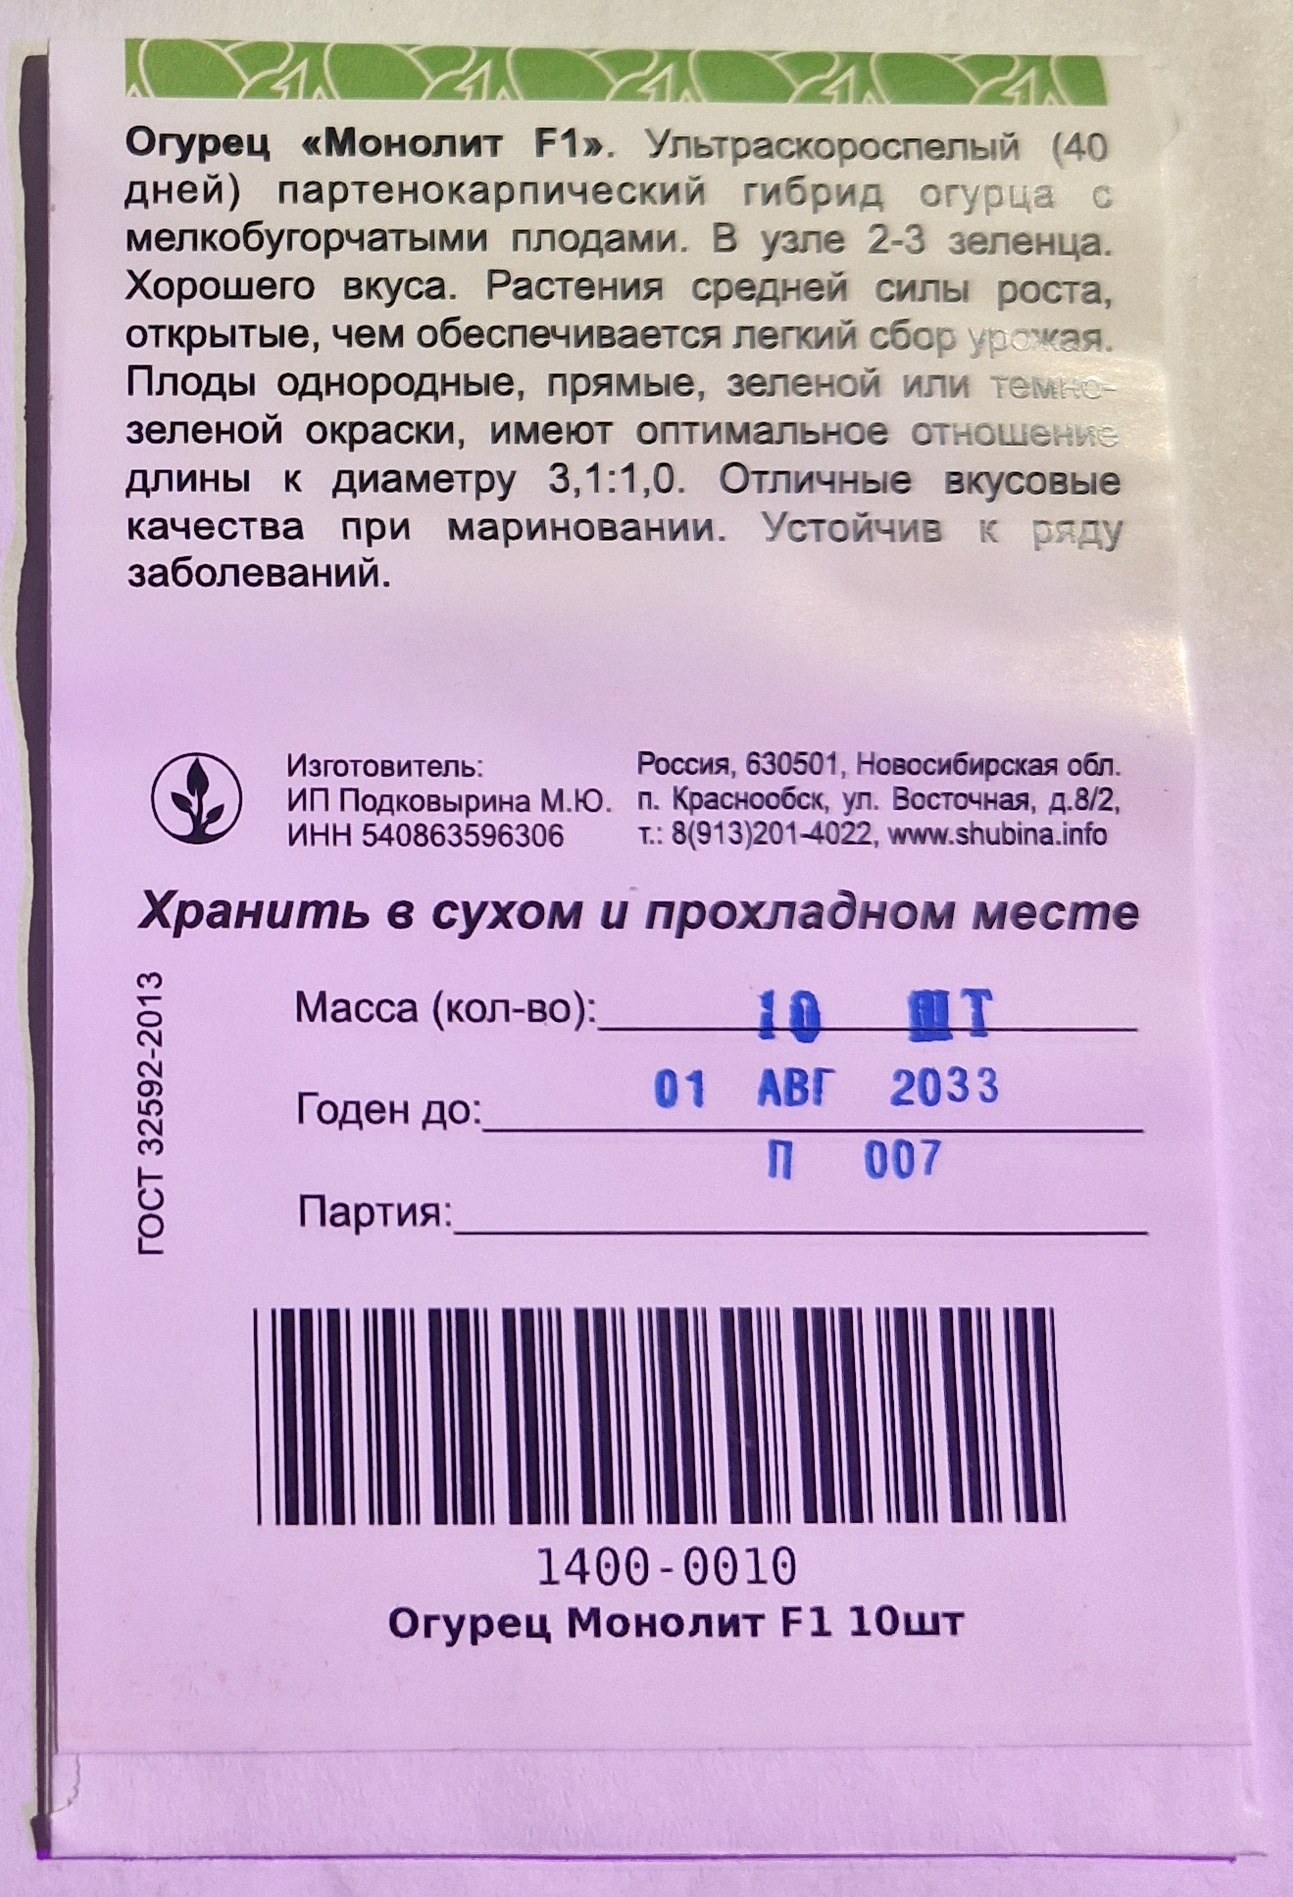 Огурец «Монолит F1». Ультраскороспелый (40
дней) партенокарпический гибрид огурца с
мелкобугорчатыми плодами. В узле 2-3 зеленца.
Хорошего вкуса. Растения средней силы роста,
открытые, чем обеспечивается легкий сбор урожая.
Плоды однородные, прямые, зеленой или темно-
зеленой окраски, имеют оптимальное отношение
длины к диаметру 3,1:1,0. Отличные вкусовые
качества при мариновании. Устойчив к ряду
заболеваний.
Изготовитель:
ИП Подковырина М.Ю.
ИНН 540863596306
Россия, 630501, Новосибирская обл.
п. Краснообск, ул. Восточная, д.8/2,
т.: 8(913)201-4022, www.shubina.info
Хранить в сухом и прохладном месте
ГОСТ 32592-2013
Масса (кол-во): 10 ШТ
Годен до: 01 АВГ 2033
П 007
Партия:
1400-0010
Огурец Монолит F1 10шт